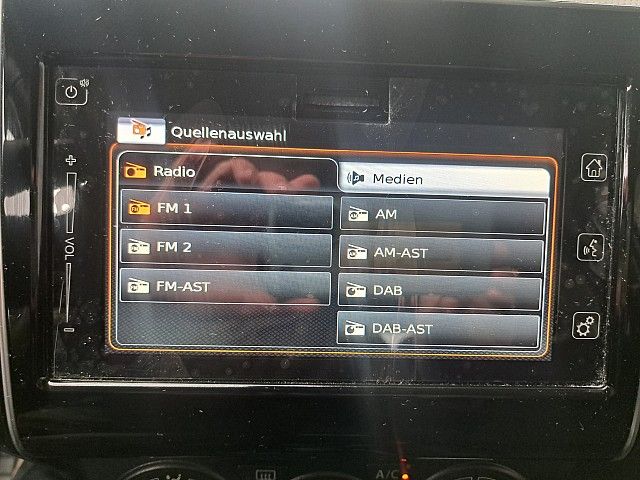 Quellenauswahl
Radio
Medien
FM 1
AM
FM 2
AM-AST
FM-AST
DAB
DAB-AST
+
VOL
−
A/C